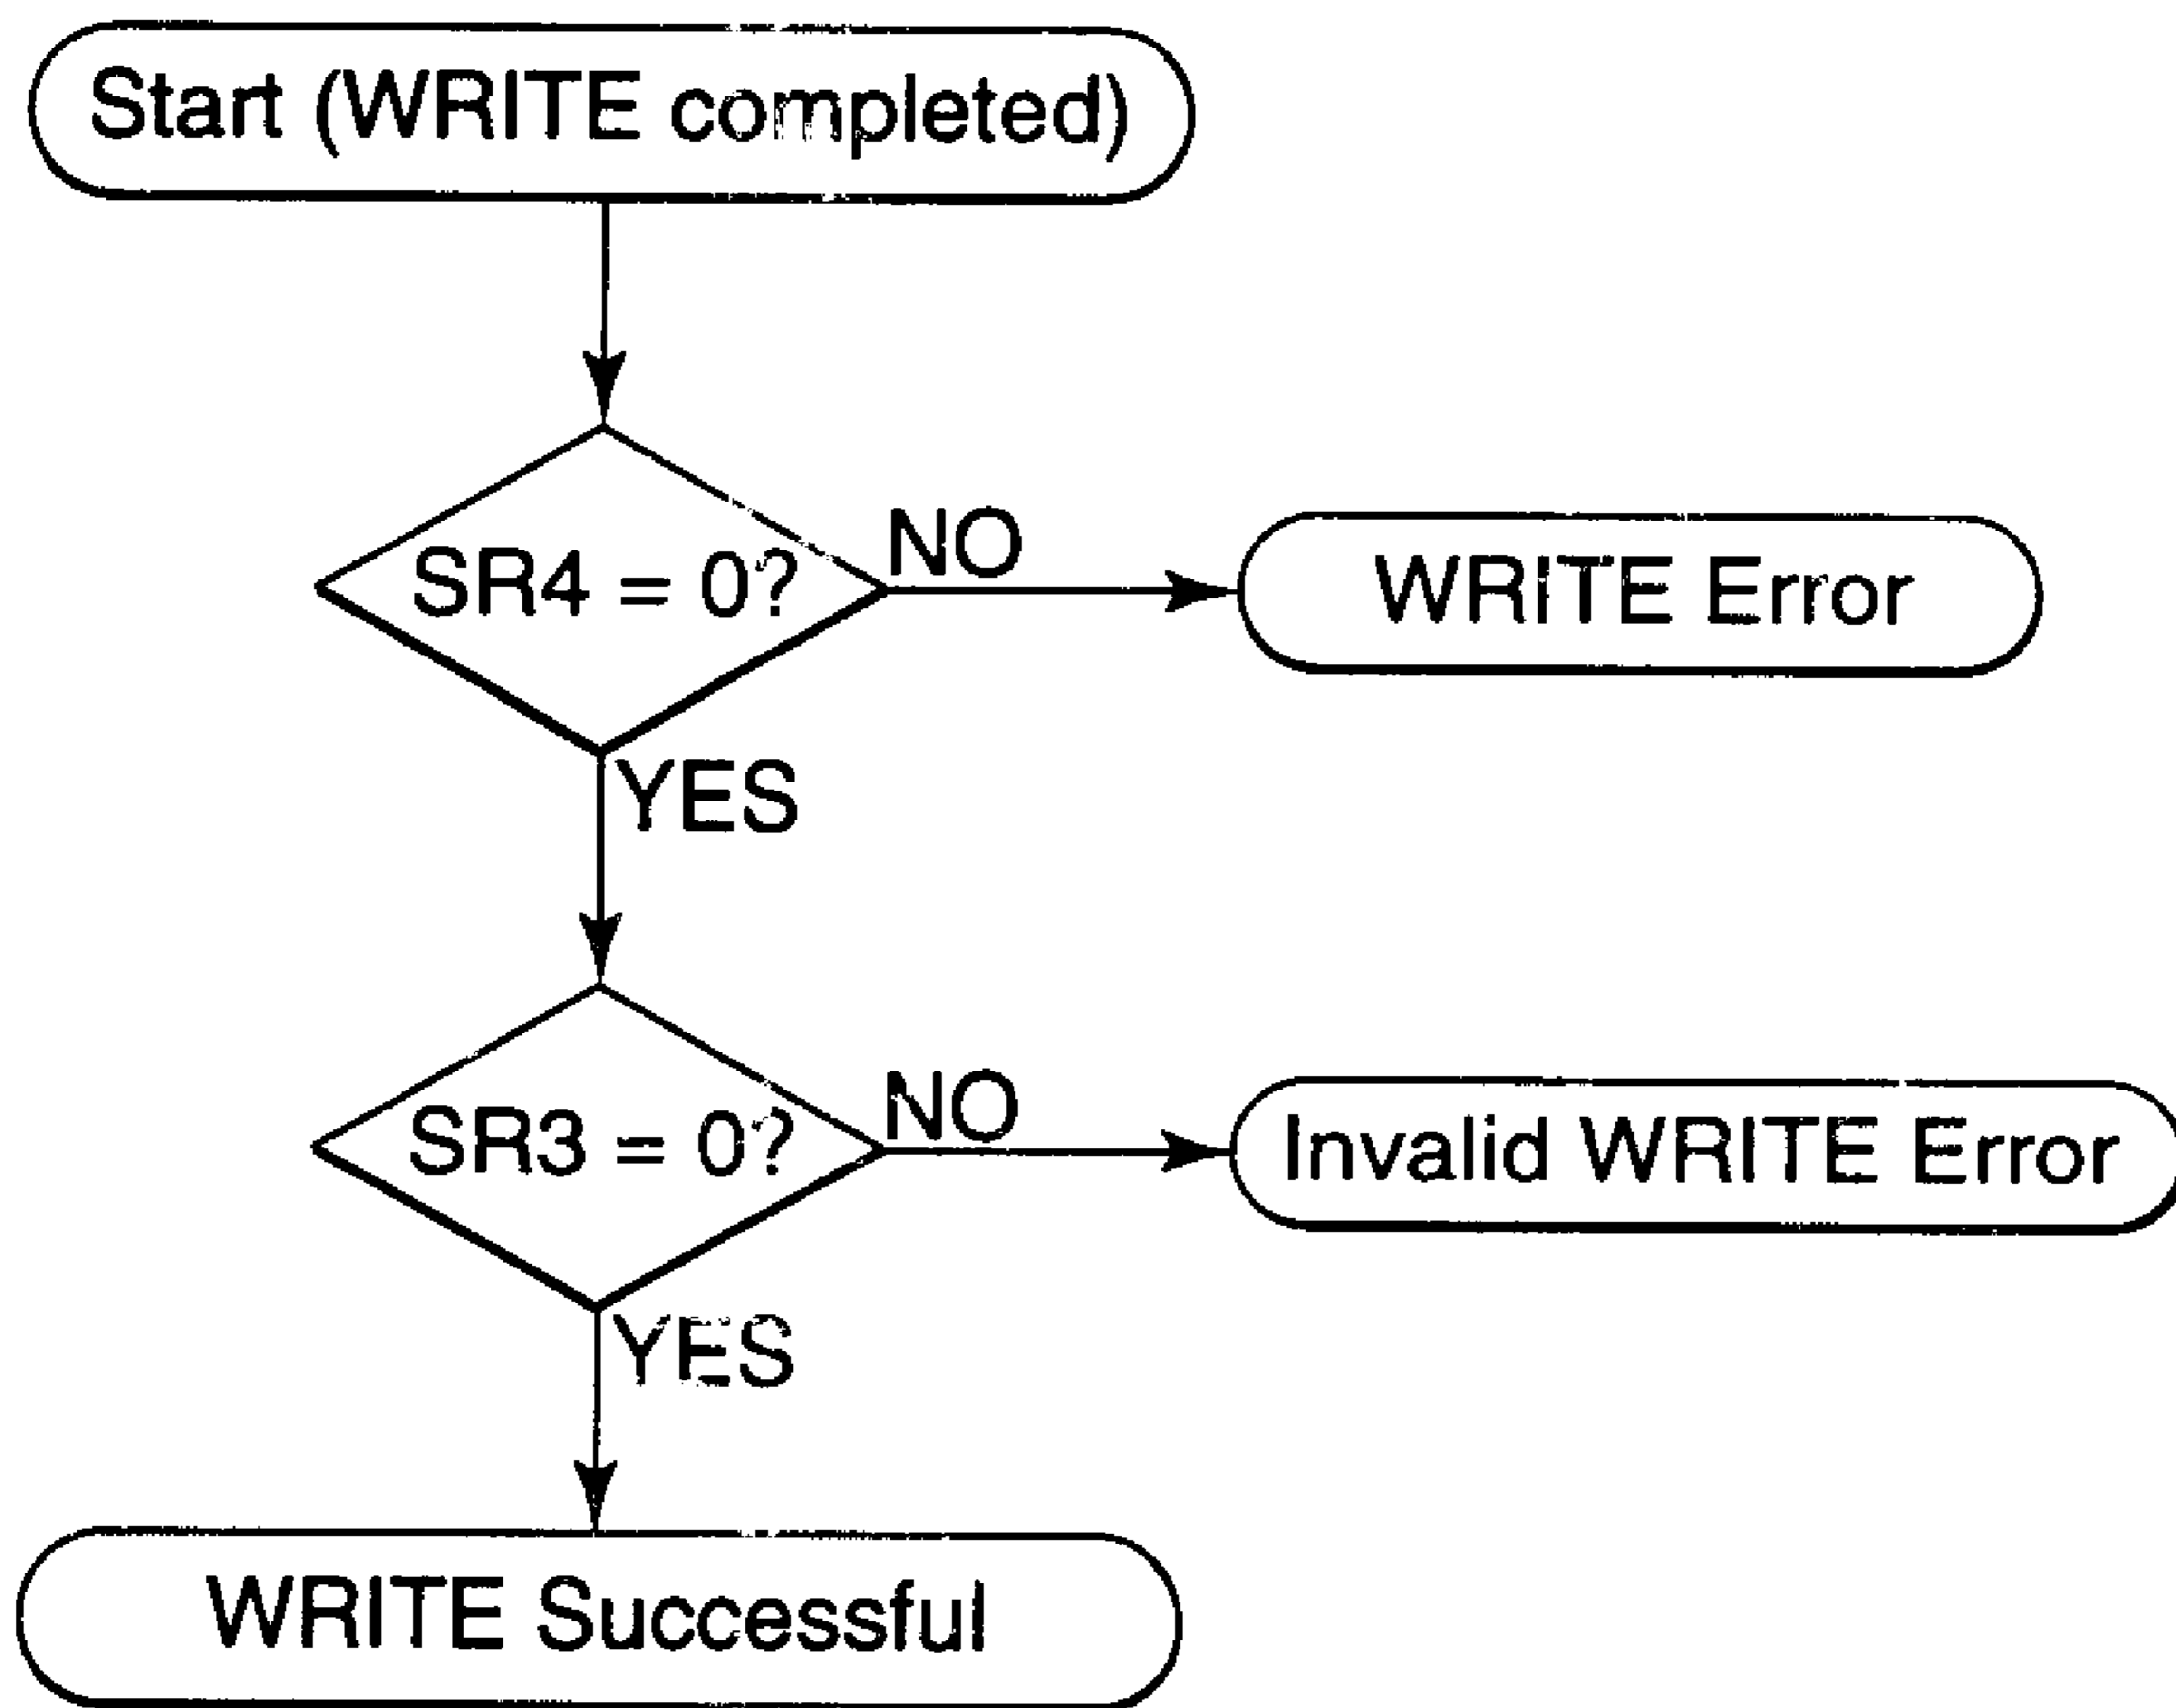 Start (WRITE completed)
SR4 = 0?
NO
WRITE Error
YES
SR3 = 0?
NO
Invalid WRITE Error
YES
WRITE Successful